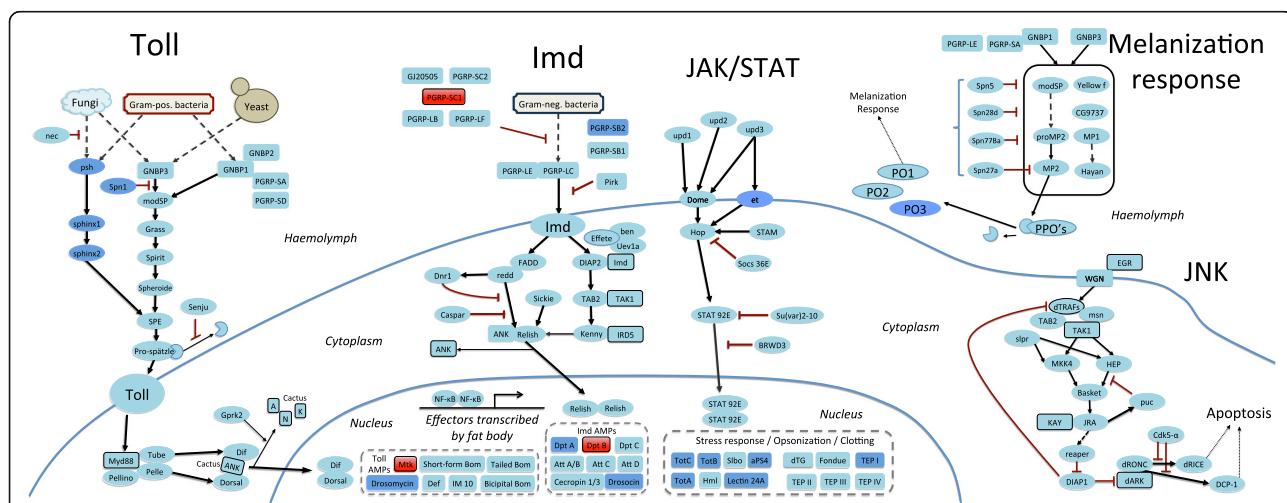 Toll
Imd
JAK/STAT
Melanization
response
JNK
Fungi
Gram-pos. bacteria
Yeast
nec
psh
GNBP3
GNBP2
GNBP1
PGRP-SA
PGRP-SD
Spn1
modSP
sphinx1
Grass
sphinx2
Spirit
Spheroide
SPE
Senju
Pro-spätzle
Toll
Haemolymph
Cytoplasm
Nucleus
Myd88
Pellino
Tube
Pelle
Gprk2
Dif
Cactus
ANK
Dorsal
Cactus
A
N
K
Dif
Dorsal
GJ20505
PGRP-SC2
PGRP-SC1
PGRP-LB
PGRP-LF
Gram-neg. bacteria
PGRP-SB2
PGRP-SB1
PGRP-LE
PGRP-LC
Pirk
Imd
Effete
ben
Uev1a
FADD
DIAP2
Imd
Dnr1
redd
Sickie
TAB2
TAK1
Caspar
ANK
Relish
Kenny
IRD5
ANK
NF-κB
NF-κB
Effectors transcribed
by fat body
Relish
Relish
Toll
AMPs
Mtk
Short-form Bom
Tailed Bom
Drosomycin
Def
IM 10
Bicipital Bom
Imd AMPs
Dpt A
Dpt B
Dpt C
Att A/B
Att C
Att D
Cecropin 1/3
Drosocin
upd1
upd2
upd3
Dome
et
Hop
STAM
Socs 36E
STAT 92E
Su(var)2-10
BRWD3
STAT 92E
STAT 92E
Nucleus
Stress response / Opsonization / Clotting
TotC
TotB
Slbo
aPS4
dTG
Fondue
TEP I
TotA
Hml
Lectin 24A
TEP II
TEP III
TEP IV
PGRP-LE
PGRP-SA
GNBP1
GNBP3
Spn5
Spn28d
Spn77Ba
Spn27a
modSP
Yellow f
CG9737
proMP2
MP1
MP2
Hayan
Melanization
Response
PO1
PO2
PO3
PPO's
Haemolymph
Cytoplasm
EGR
WGN
dTRAFs
TAB2
msn
TAK1
slpr
MKK4
HEP
Basket
puc
KAY
JRA
reaper
DIAP1
Cdk5-α
dRONC
dARK
dRICE
DCP-1
Apoptosis